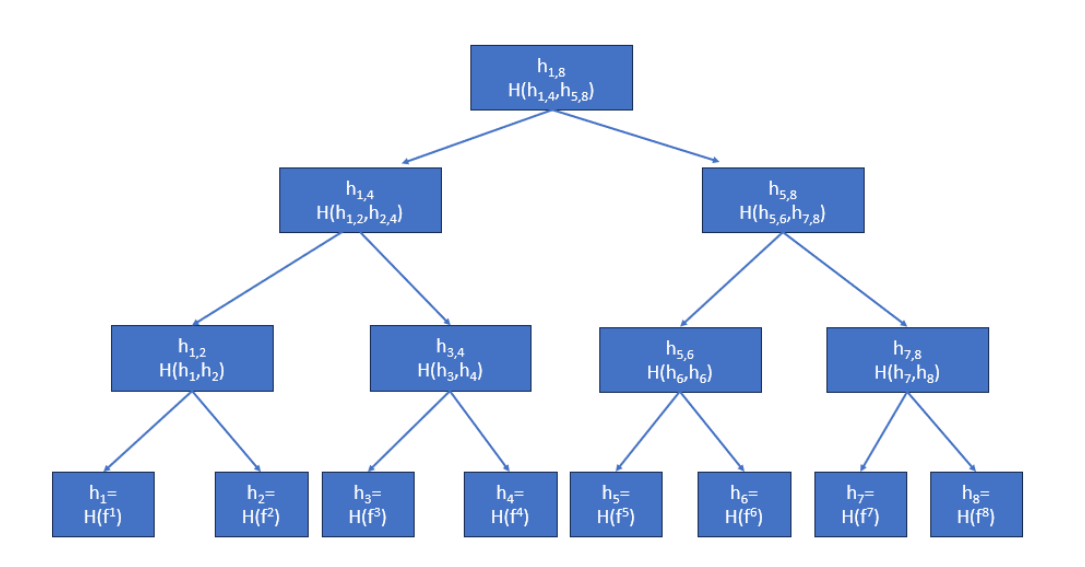 h₁,₈
H(h₁,₄,h₅,₈)
h₁,₄
H(h₁,₂,h₂,₄)
h₅,₈
H(h₅,₆,h₇,₈)
h₁,₂
H(h₁,h₂)
h₃,₄
H(h₃,h₄)
h₅,₆
H(h₆,h₆)
h₇,₈
H(h₇,h₈)
h₁=
H(f¹)
h₂=
H(f²)
h₃=
H(f³)
h₄=
H(f⁴)
h₅=
H(f⁵)
h₆=
H(f⁶)
h₇=
H(f⁷)
h₈=
H(f⁸)